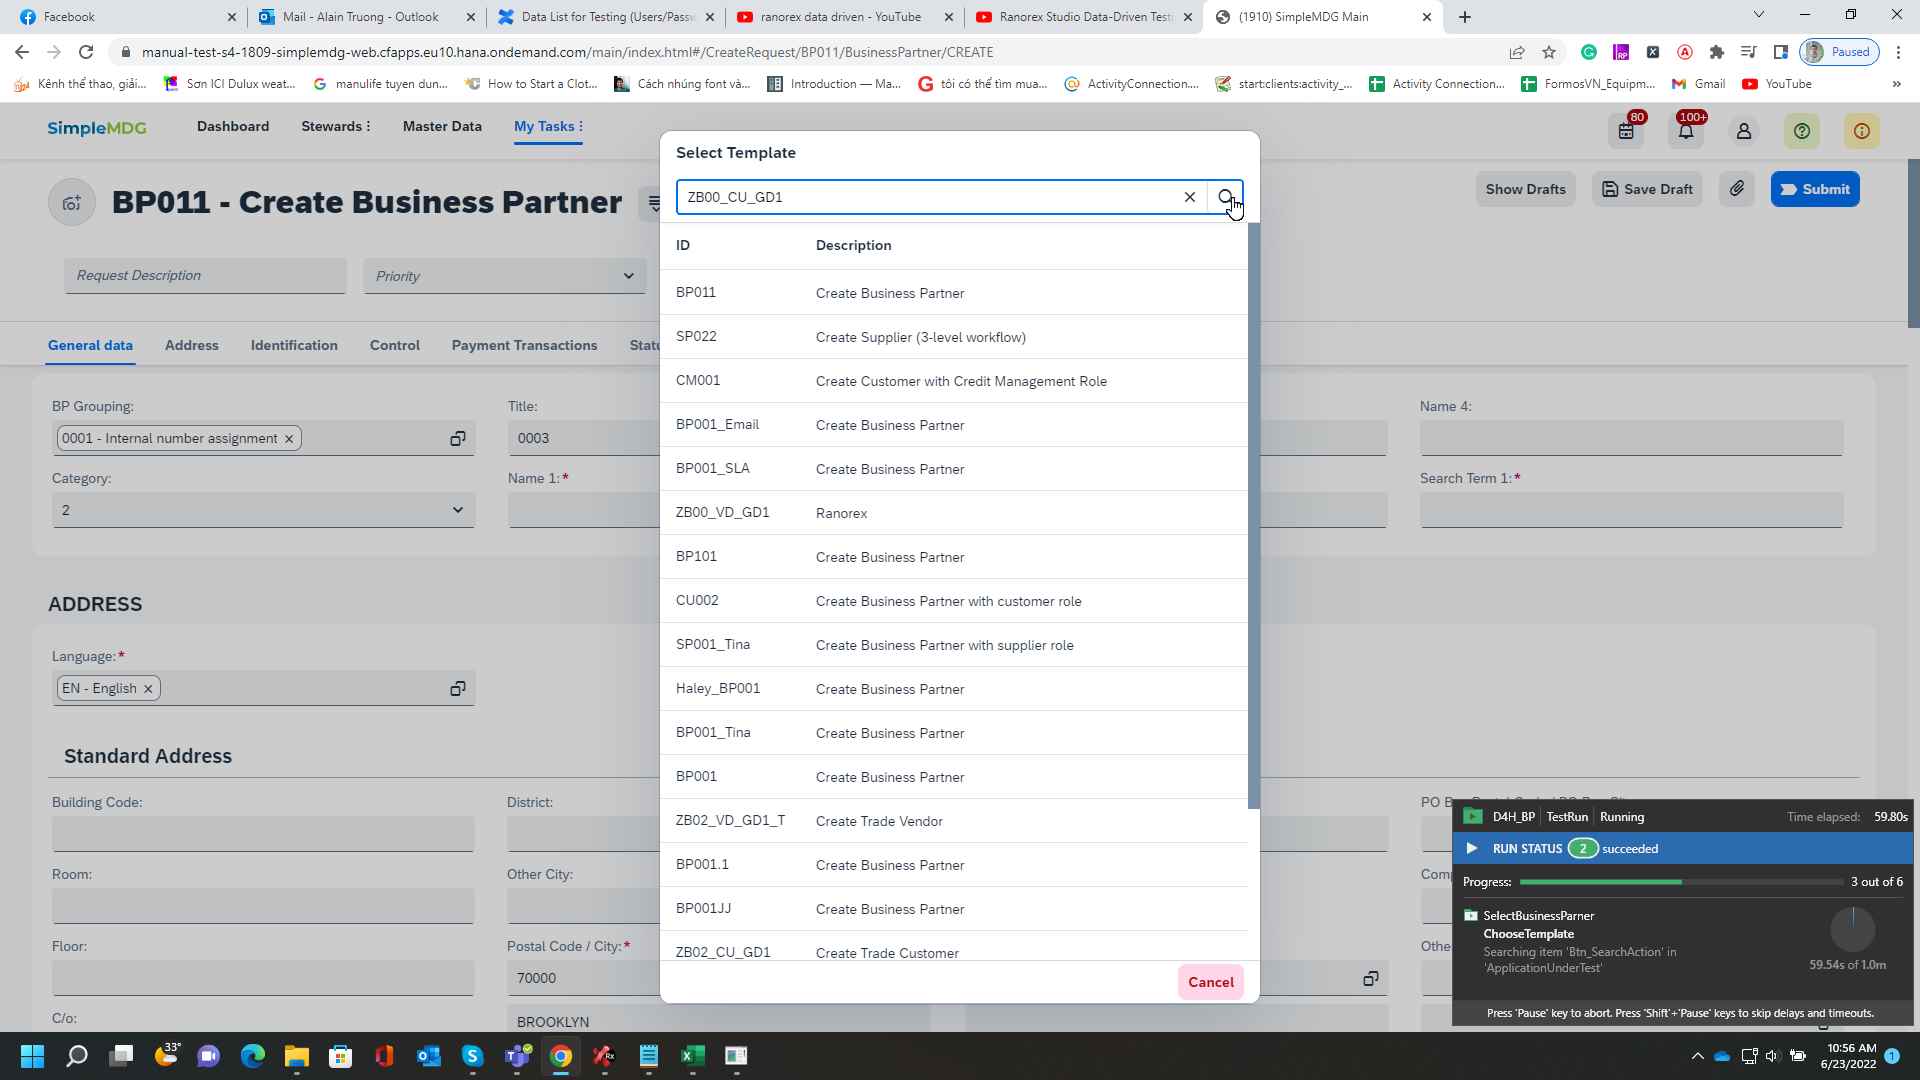 Facebook
Mail - Alain Truong - Outlook
Data List for Testing (Users/Passw
ranorex data driven - YouTube
Ranorex Studio Data-Driven Testi
(1910) SimpleMDG Main
manual-test-s4-1809-simplemdg-web.cfapps.eu10.hana.ondemand.com/main/index.html#/CreateRequest/BP011/BusinessPartner/CREATE
Paused
Kênh thể thao, giải...
Sơn ICI Dulux weat...
manulife tuyen dun...
How to Start a Clot...
Cách nhúng font và...
Introduction — Ma...
tôi có thể tìm mua...
ActivityConnection....
start:clients:activity_...
Activity Connection...
FormosVN_Equipm...
Gmail
YouTube
SimpleMDG
Dashboard
Stewards
Master Data
My Tasks
80
100+
BP011 - Create Business Partner
Show Drafts
Save Draft
Submit
Request Description
Priority
General data
Address
Identification
Control
Payment Transactions
Statu
BP Grouping:
0001 - Internal number assignment
Title:
0003
Name 4:
Category:
2
Name 1:*
Search Term 1:*
ADDRESS
Language:*
EN - English
Standard Address
Building Code:
District:
Room:
Other City:
Floor:
Postal Code / City:*
70000
C/o:
BROOKLYN
Select Template
ZB00_CU_GD1
ID Description
BP011 Create Business Partner
SP022 Create Supplier (3-level workflow)
CM001 Create Customer with Credit Management Role
BP001_Email Create Business Partner
BP001_SLA Create Business Partner
ZB00_VD_GD1 Ranorex
BP101 Create Business Partner
CU002 Create Business Partner with customer role
SP001_Tina Create Business Partner with supplier role
Haley_BP001 Create Business Partner
BP001_Tina Create Business Partner
BP001 Create Business Partner
ZB02_VD_GD1_T Create Trade Vendor
BP001.1 Create Business Partner
BP001JJ Create Business Partner
ZB02_CU_GD1 Create Trade Customer
Cancel
PO B
Com
Othe
D4H_BP TestRun Running Time elapsed: 59.80s
RUN STATUS 2 succeeded
Progress: 3 out of 6
SelectBusinessParner
ChooseTemplate
Searching item 'Btn_SearchAction' in
'ApplicationUnderTest'
59.54s of 1.0m
Press 'Pause' key to abort. Press 'Shift'+'Pause' keys to skip delays and timeouts.
33°
10:56 AM
6/23/2022
1